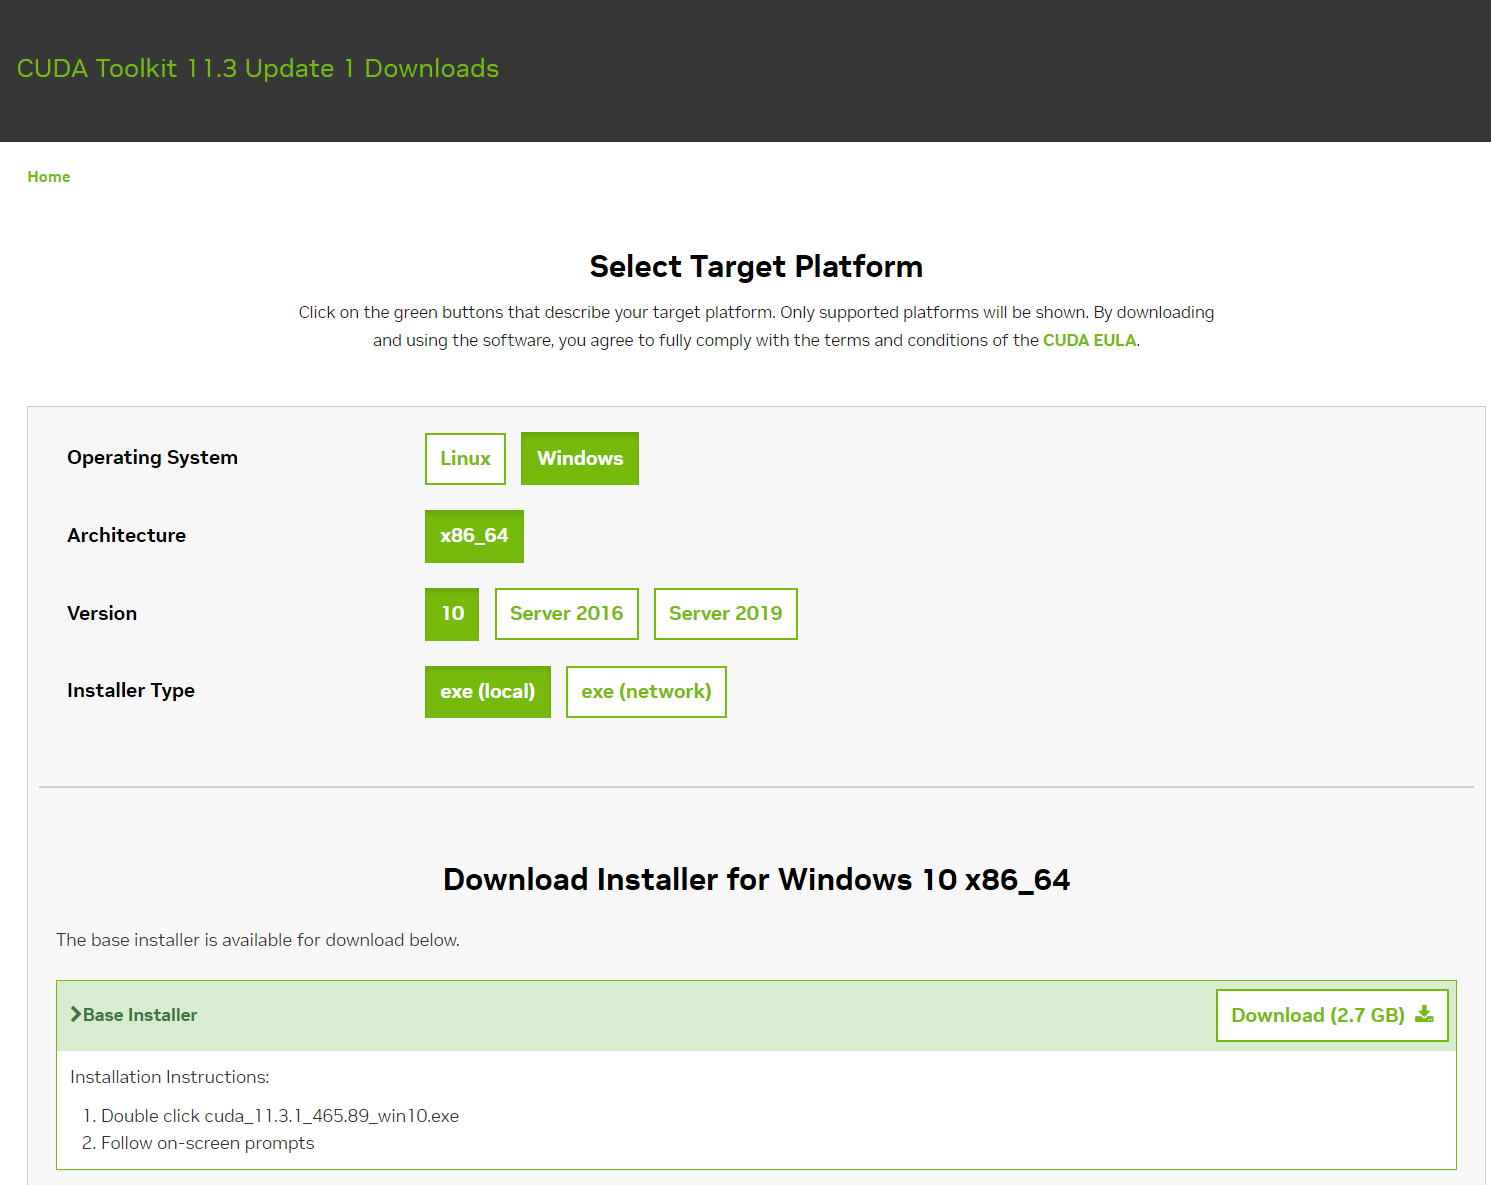 CUDA Toolkit 11.3 Update 1 Downloads
Home
Select Target Platform
Click on the green buttons that describe your target platform. Only supported platforms will be shown. By downloading
and using the software, you agree to fully comply with the terms and conditions of the CUDA EULA.
Operating System
Linux
Windows
Architecture
x86_64
Version
10
Server 2016
Server 2019
Installer Type
exe (local)
exe (network)
Download Installer for Windows 10 x86_64
The base installer is available for download below.
Base Installer
Download (2.7 GB)
Installation Instructions:
1. Double click cuda_11.3.1_465.89_win10.exe
2. Follow on-screen prompts